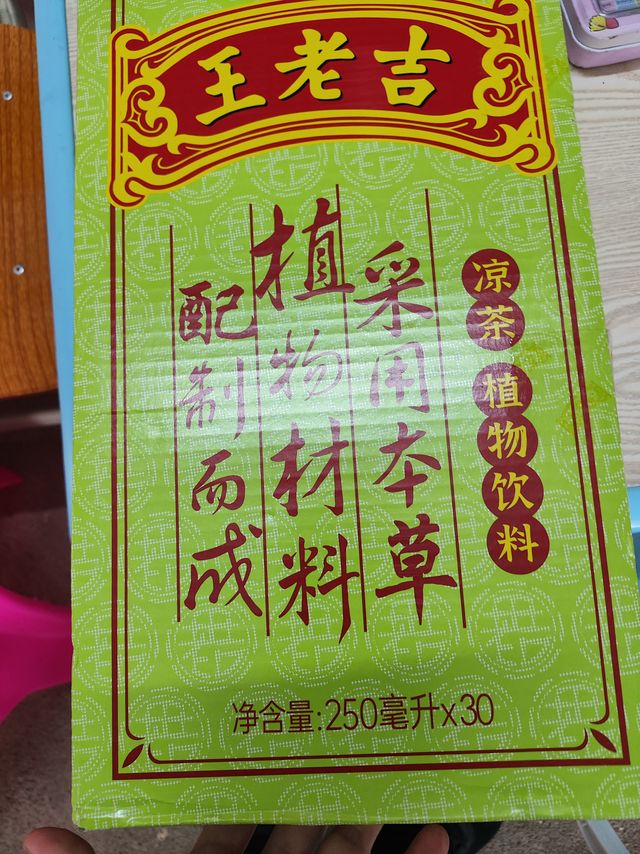 王老吉
凉茶 植物饮料
采用本草
植物材料
配制而成
净含量:250毫升x30